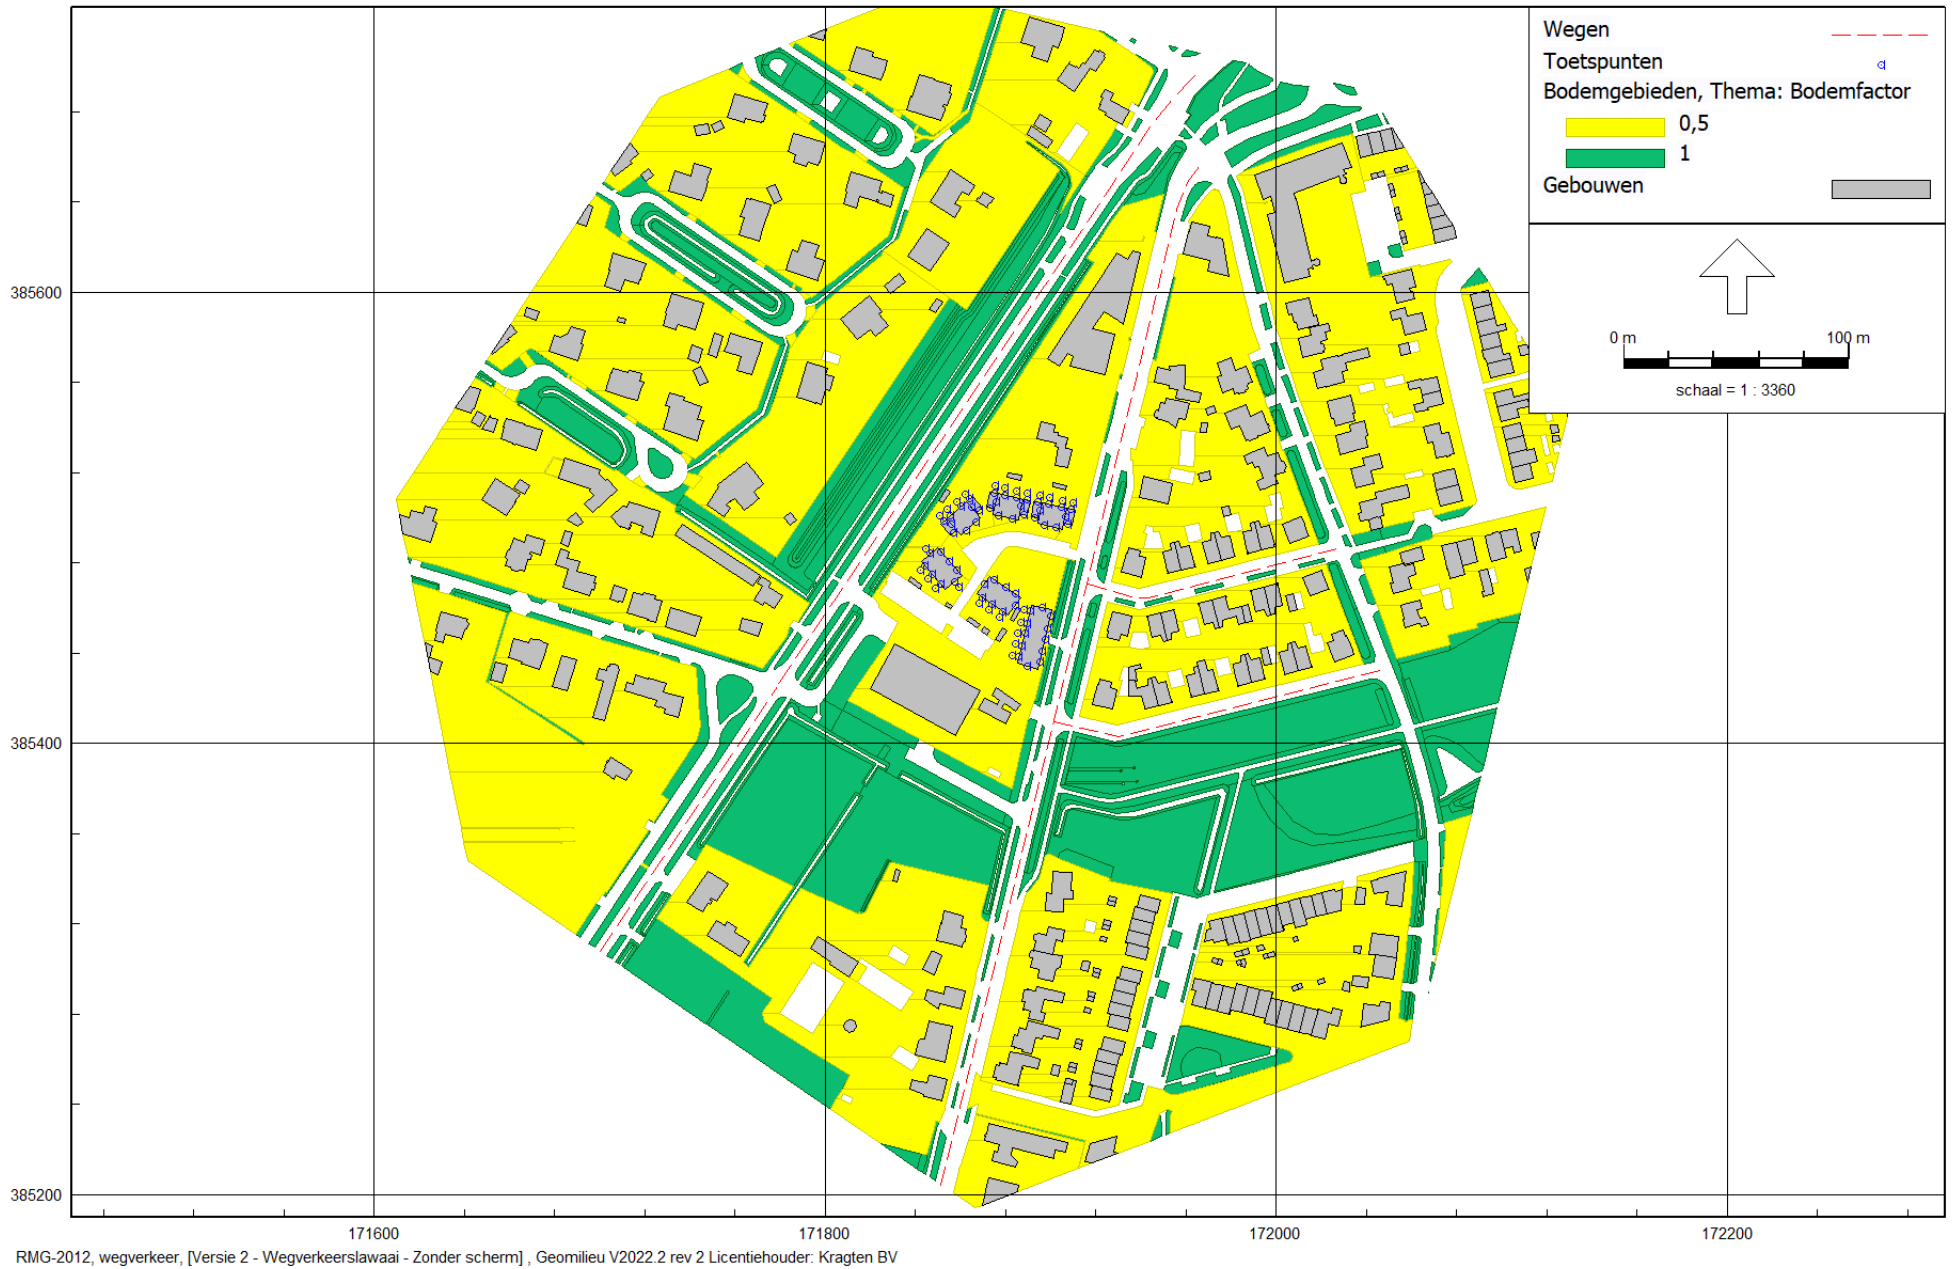 Wegen
Toetspunten
Bodemgebieden, Thema: Bodemfactor
0,5
1
Gebouwen
0 m 100 m
schaal = 1 : 3360
385600
385400
385200
171600 171800 172000 172200
RMG-2012, wegverkeer, [Versie 2 - Wegverkeerslawaai - Zonder scherm] , Geomilieu V2022.2 rev 2 Licentiehouder: Kragten BV